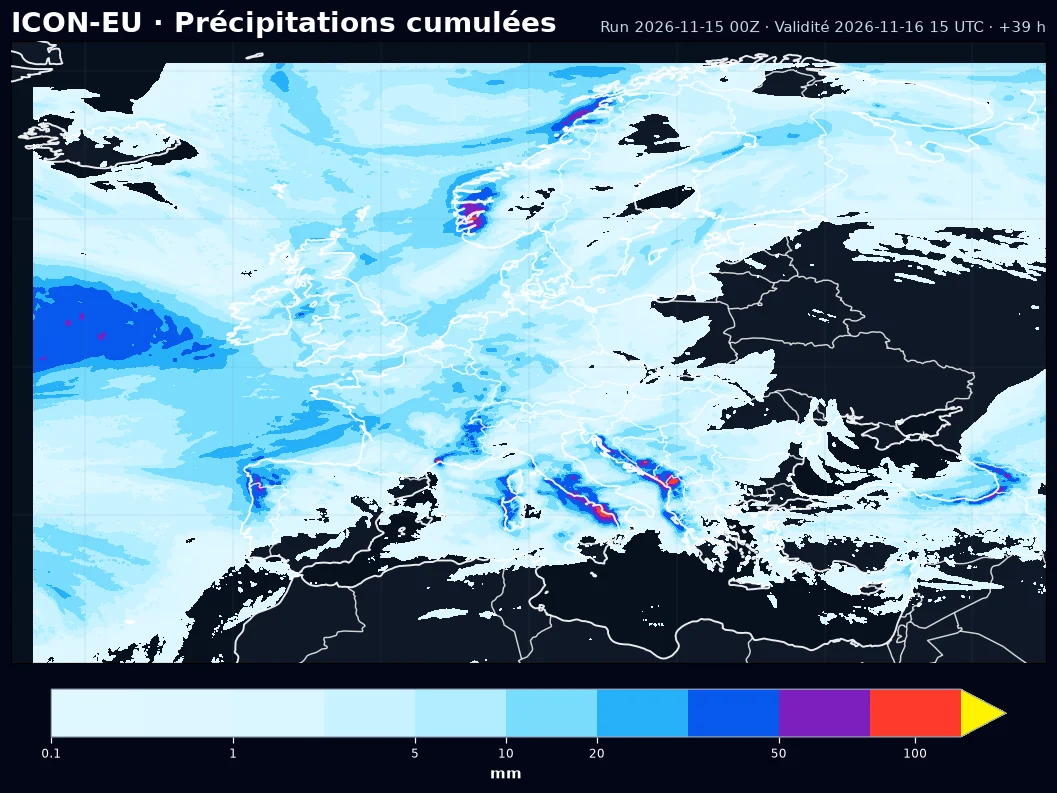 ICON-EU · Précipitations cumulées
Run 2026-11-15 00Z · Validité 2026-11-16 15 UTC · +39 h
0.1 1 5 10 20 50 100
mm